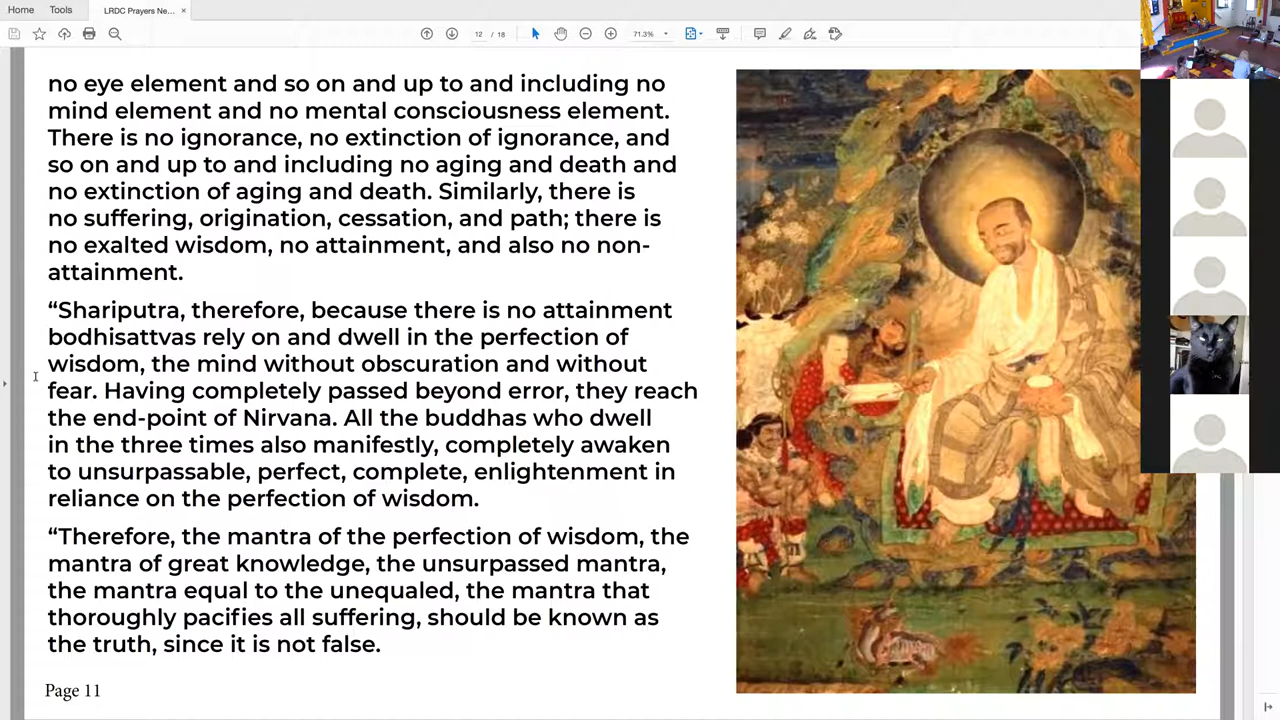 Home
Tools
LRDC Prayers Ne...
×
12 / 18
71.3%
no eye element and so on and up to and including no
mind element and no mental consciousness element.
There is no ignorance, no extinction of ignorance, and
so on and up to and including no aging and death and
no extinction of aging and death. Similarly, there is
no suffering, origination, cessation, and path; there is
no exalted wisdom, no attainment, and also no non-
attainment.
“Shariputra, therefore, because there is no attainment
bodhisattvas rely on and dwell in the perfection of
wisdom, the mind without obscuration and without
fear. Having completely passed beyond error, they reach
the end-point of Nirvana. All the buddhas who dwell
in the three times also manifestly, completely awaken
to unsurpassable, perfect, complete, enlightenment in
reliance on the perfection of wisdom.
“Therefore, the mantra of the perfection of wisdom, the
mantra of great knowledge, the unsurpassed mantra,
the mantra equal to the unequaled, the mantra that
thoroughly pacifies all suffering, should be known as
the truth, since it is not false.
Page 11